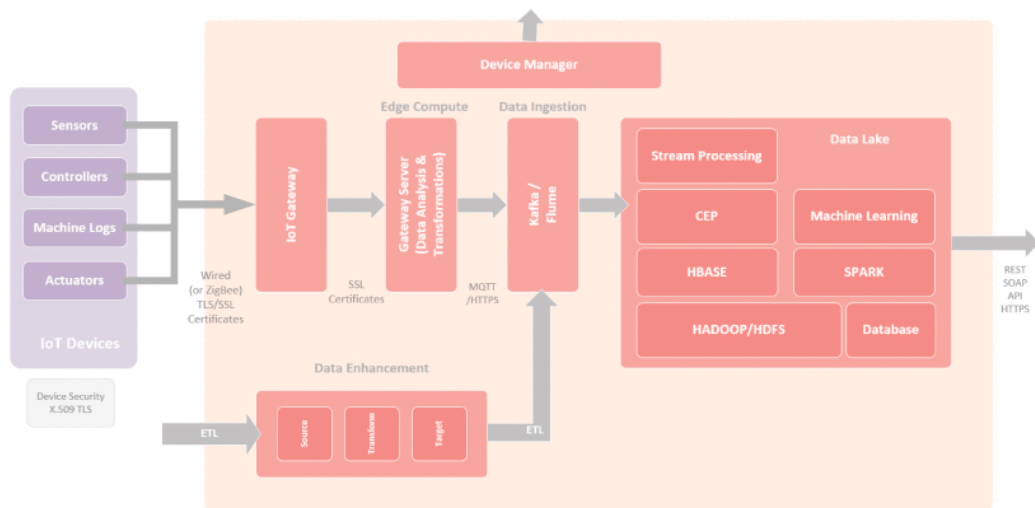 Device Manager
Sensors
Controllers
Machine Logs
Actuators
IoT Devices
Device Security
X.509 TLS
Wired
(or ZigBee)
TLS/SSL
Certificates
IoT Gateway
SSL
Certificates
Edge Compute
Gateway Server
(Data Analysis &
Transformations)
MQTT
/HTTPS
Data Ingestion
Kafka /
Flume
Data Lake
Stream Processing
CEP
Machine Learning
HBASE
SPARK
HADOOP/HDFS
Database
REST
SOAP
API
HTTPS
Data Enhancement
ETL
Source
Transform
Target
ETL